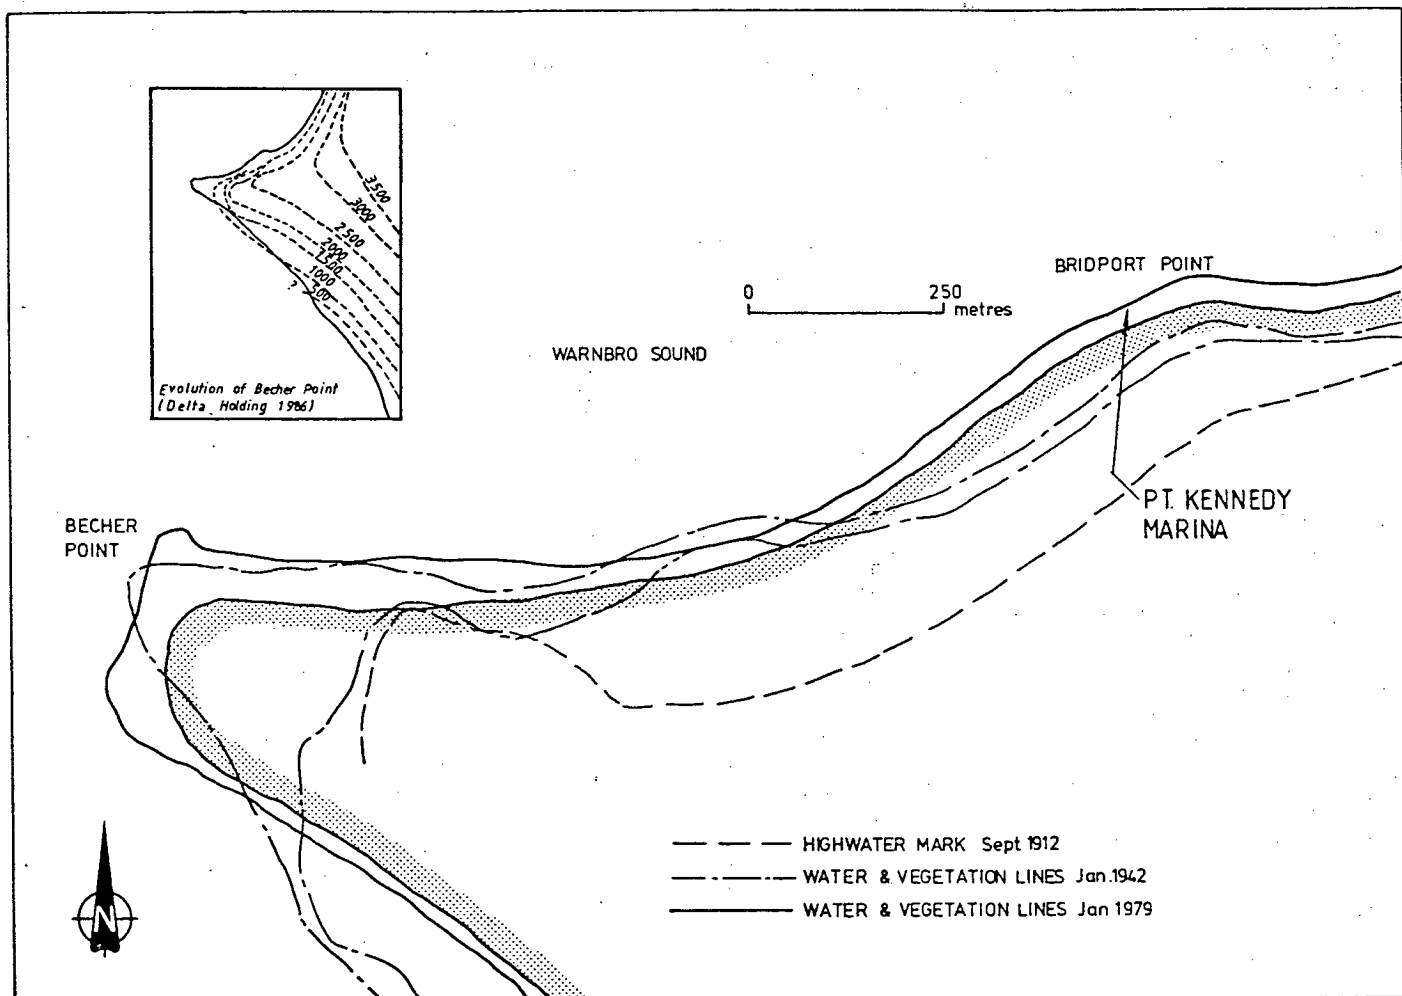 3500
3000
2500
2000
1500
1000
? 500
Evolution of Becher Point
(Delta Holding 1986)
BRIDPORT POINT
0 250
metres
WARNBRO SOUND
BECHER
POINT
PT. KENNEDY
MARINA
HIGHWATER MARK Sept 1912
WATER & VEGETATION LINES Jan.1942
WATER & VEGETATION LINES Jan 1979
N